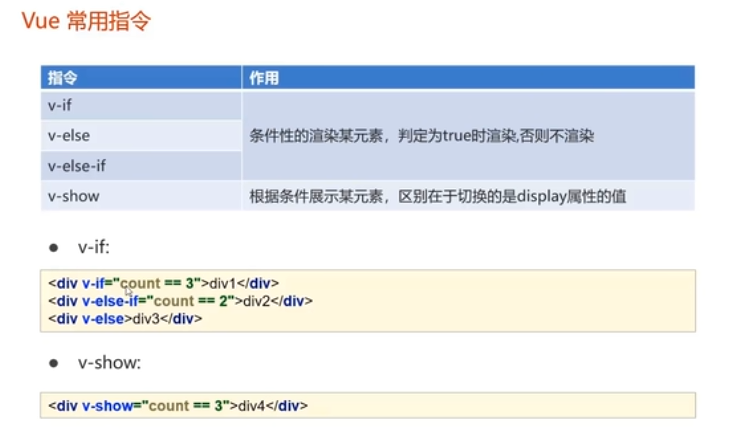 Vue 常用指令
指令 作用
v-if
v-else 条件性的渲染某元素，判定为true时渲染,否则不渲染
v-else-if
v-show 根据条件展示某元素，区别在于切换的是display属性的值
● v-if:
<div v-if="count == 3">div1</div>
<div v-else-if="count == 2">div2</div>
<div v-else>div3</div>
● v-show:
<div v-show="count == 3">div4</div>